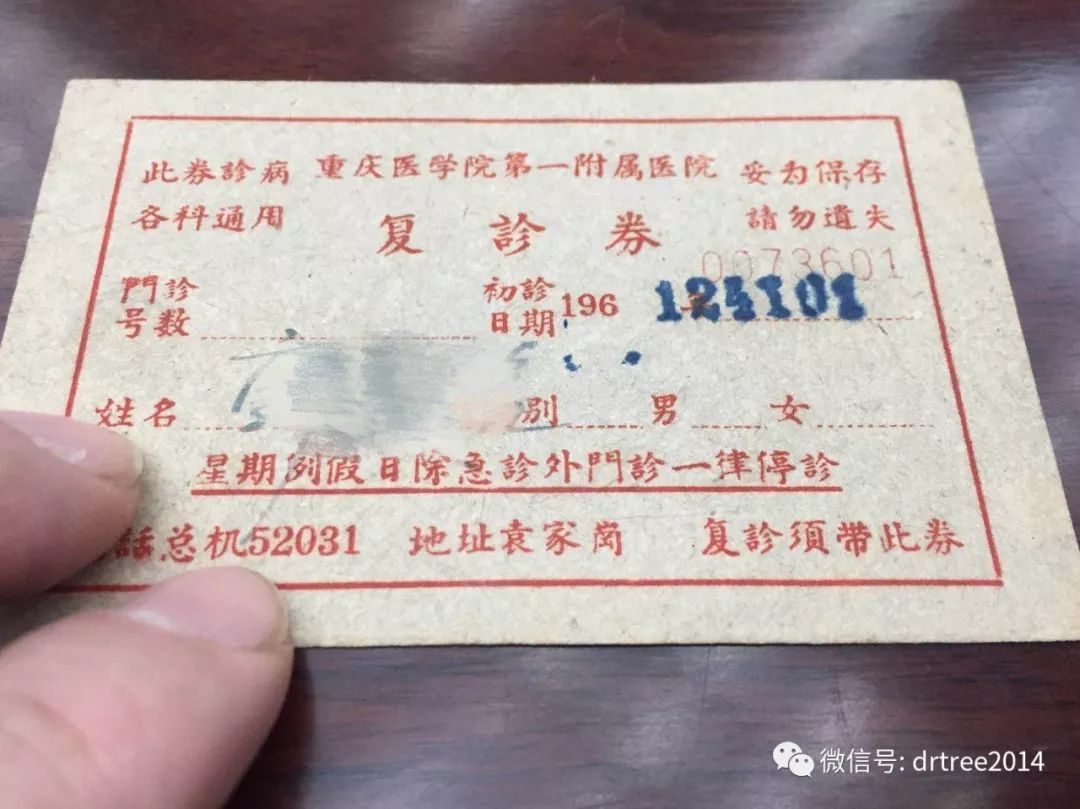 此券診病 重庆医学院第一附属医院 妥为保存
各科通用 复診券 請勿遺失
0073601
門診号数 初診日期 196 124101
姓名 別 男 女
星期例假日除急診外門診一律停診
話总机52031 地址袁家崗 复診須带此券
微信号: drtree2014